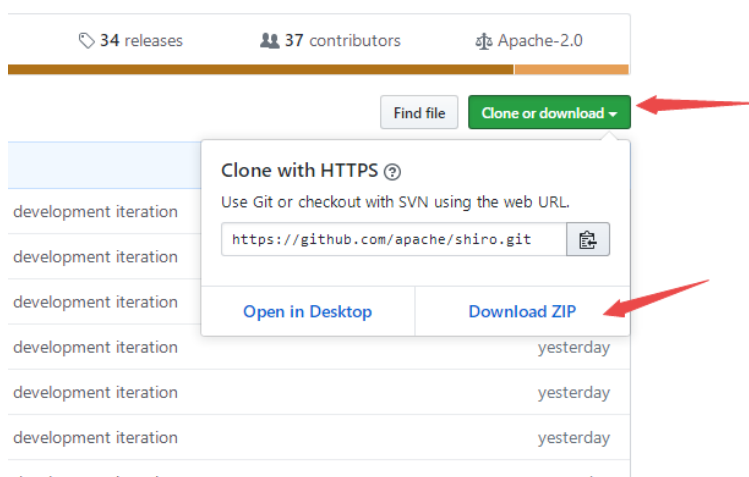 34 releases 37 contributors Apache-2.0
Find file Clone or download
Clone with HTTPS
Use Git or checkout with SVN using the web URL.
development iteration
https://github.com/apache/shiro.git
development iteration
development iteration
Open in Desktop Download ZIP
development iteration yesterday
development iteration yesterday
development iteration yesterday